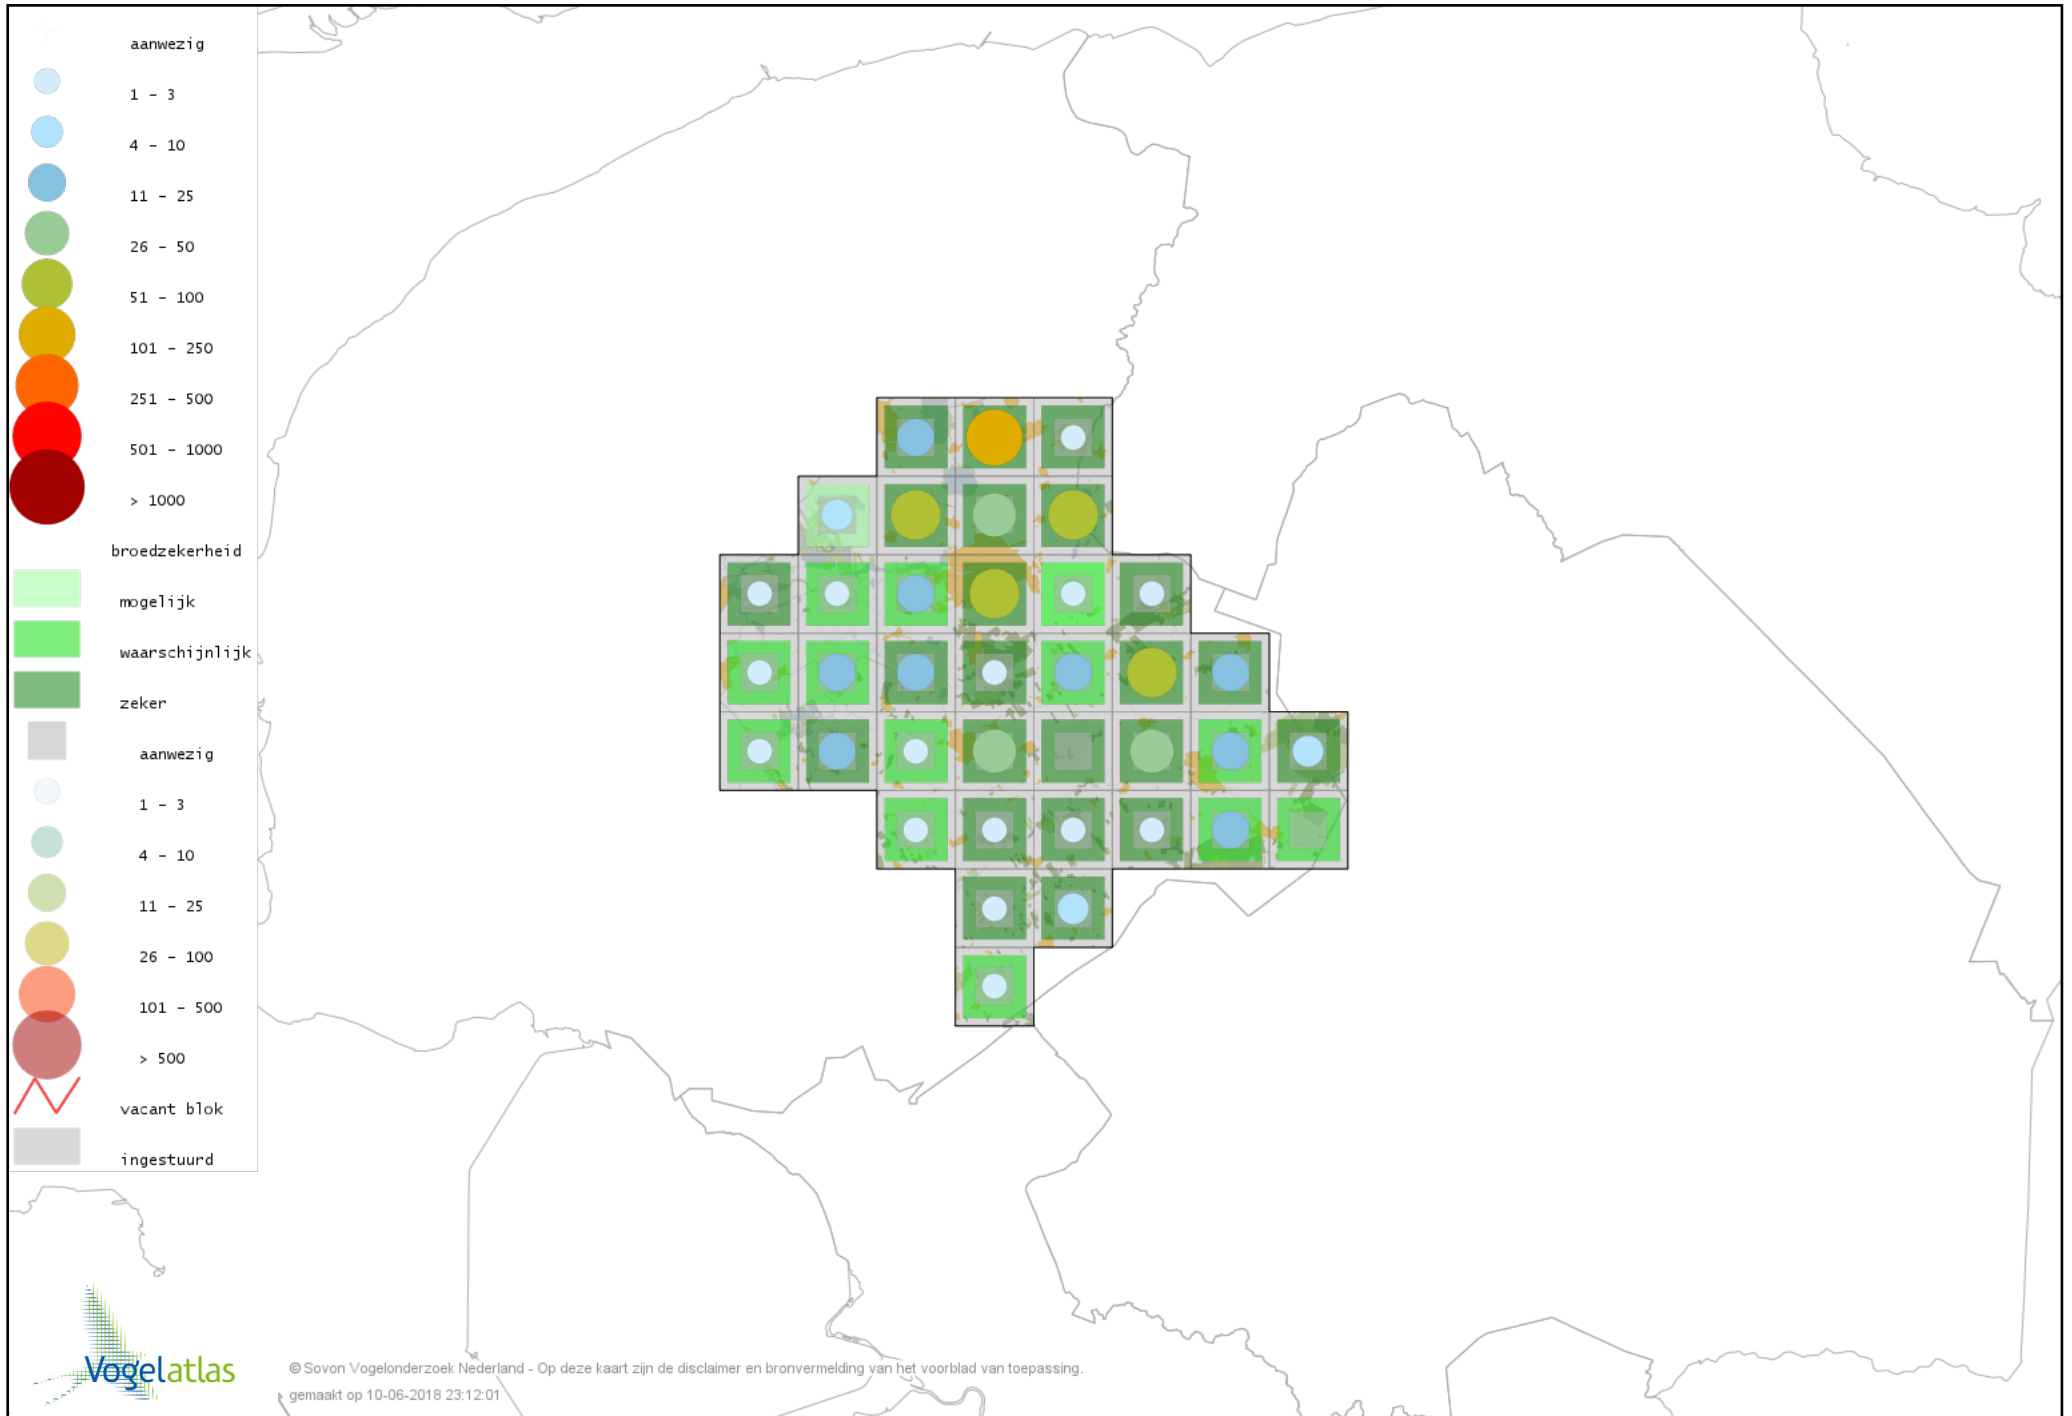 aanwezig
1 - 3
4 - 10
11 - 25
26 - 50
51 - 100
101 - 250
251 - 500
501 - 1000
> 1000
broedzekerheid
mogelijk
waarschijnlijk
zeker
aanwezig
1 - 3
4 - 10
11 - 25
26 - 100
101 - 500
> 500
vacant blok
ingestuurd
Vogelatlas
© Sovon Vogelonderzoek Nederland - Op deze kaart zijn de disclaimer en bronvermelding van het voorblad van toepassing.
gemaakt op 10-06-2018 23:12:01